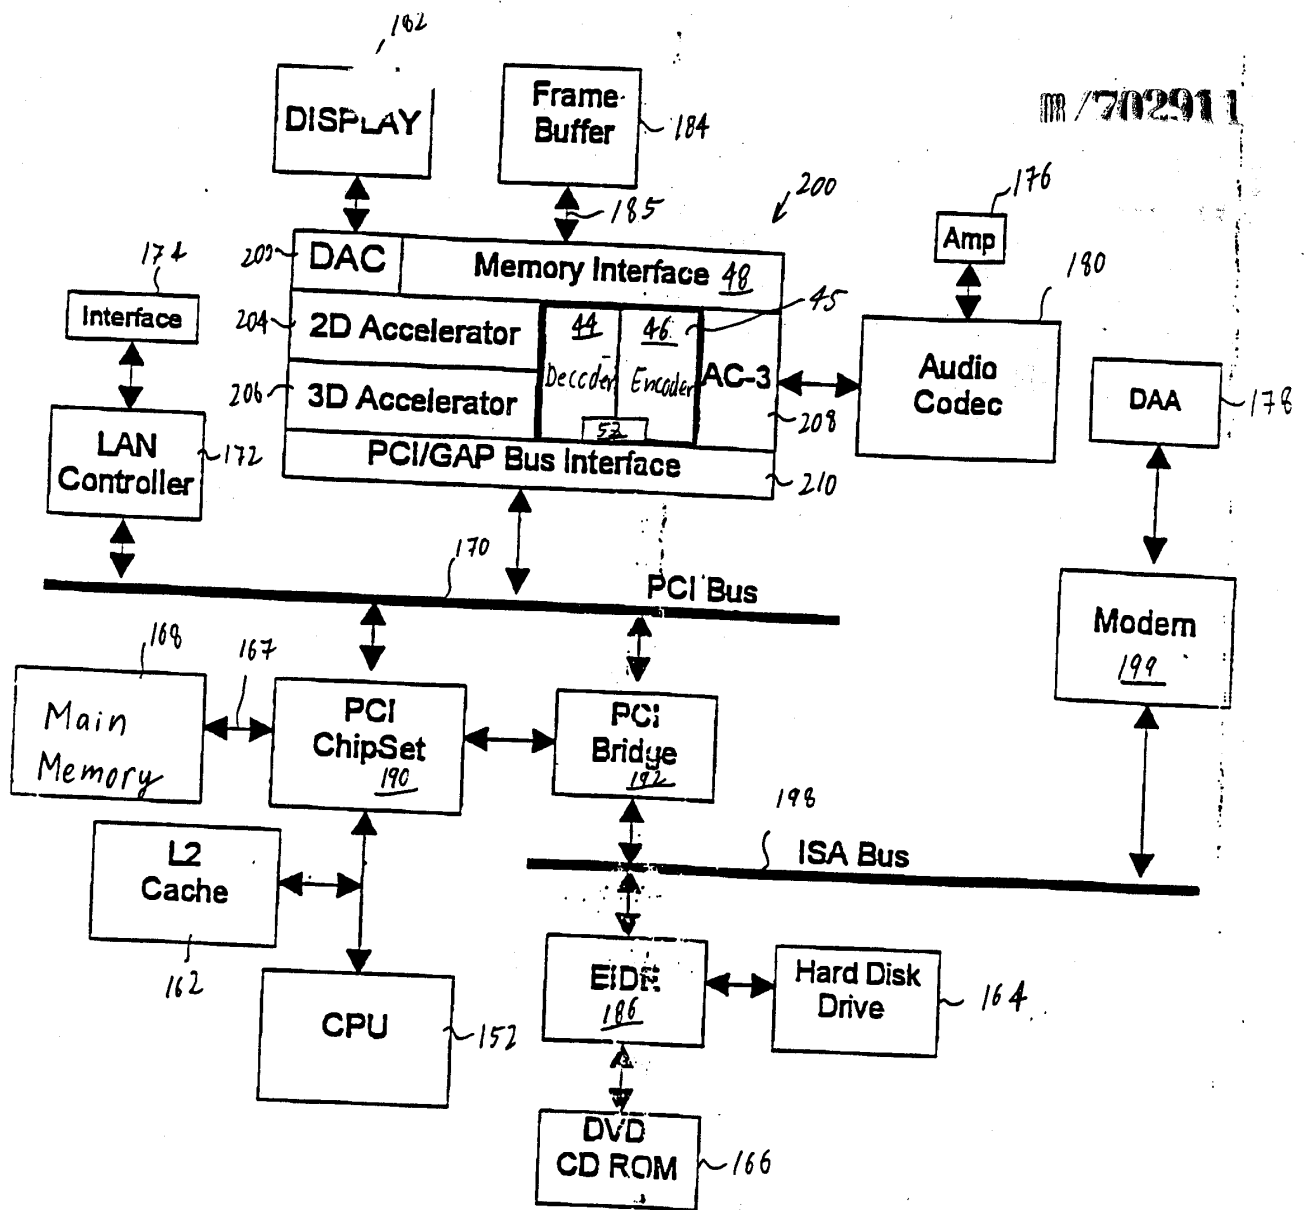 182
DISPLAY
Frame
Buffer
184
702911
185
200
176
Amp
180
174
Interface
DAC
Memory Interface 48
45
204
2D Accelerator
44
46
Decoder
Encoder
AC-3
Audio
Codec
DAA
178
206
3D Accelerator
52
208
LAN
Controller
172
PCI/GAP Bus Interface
210
170
PCI Bus
Modem
199
168
167
Main
Memory
PCI
ChipSet
190
PCI
Bridge
192
198
ISA Bus
L2
Cache
162
CPU
152
EIDE
186
Hard Disk
Drive
164
DVD
CD ROM
166